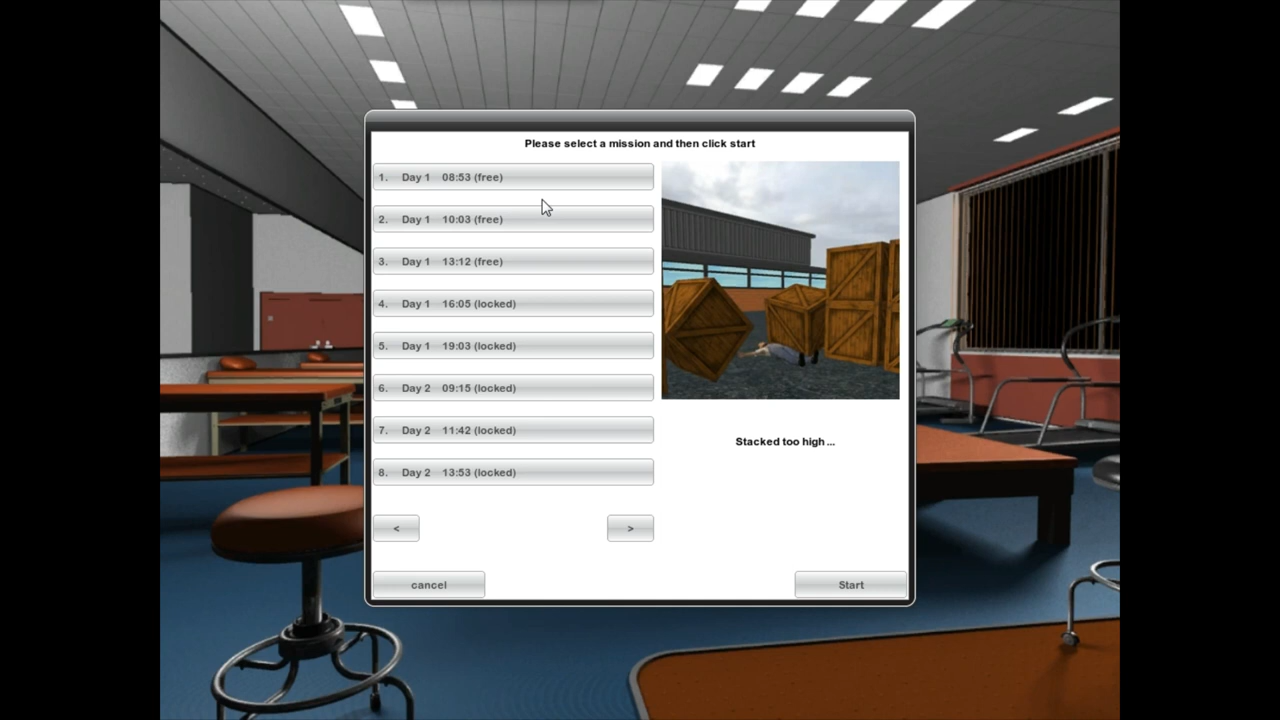 Please select a mission and then click start
1. Day 1 08:53 (free)
2. Day 1 10:03 (free)
3. Day 1 13:12 (free)
4. Day 1 16:05 (locked)
5. Day 1 19:03 (locked)
6. Day 2 09:15 (locked)
7. Day 2 11:42 (locked)
8. Day 2 13:53 (locked)
Stacked too high ...
< >
cancel Start